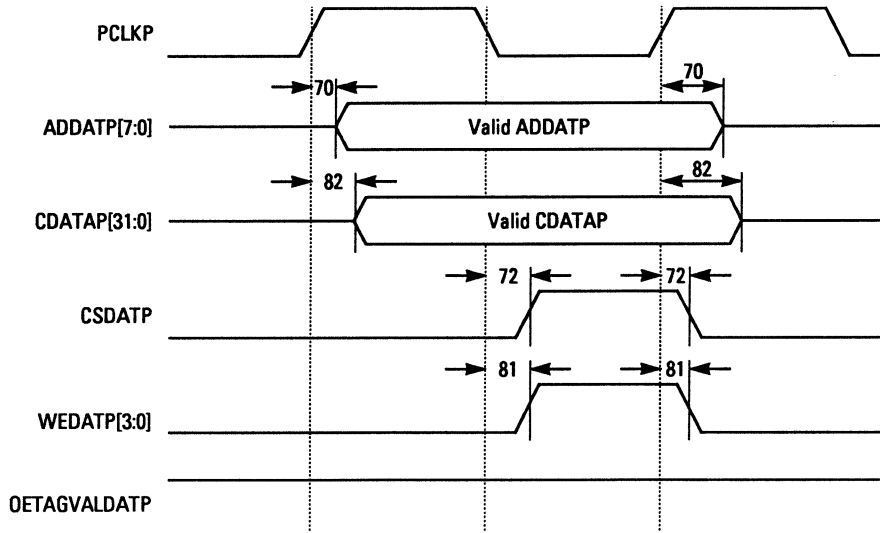 PCLKP
70
70
ADDATP[7:0]
Valid ADDATP
82
82
CDATAP[31:0]
Valid CDATAP
72
72
CSDATP
81
81
WEDATP[3:0]
OETAGVALDATP